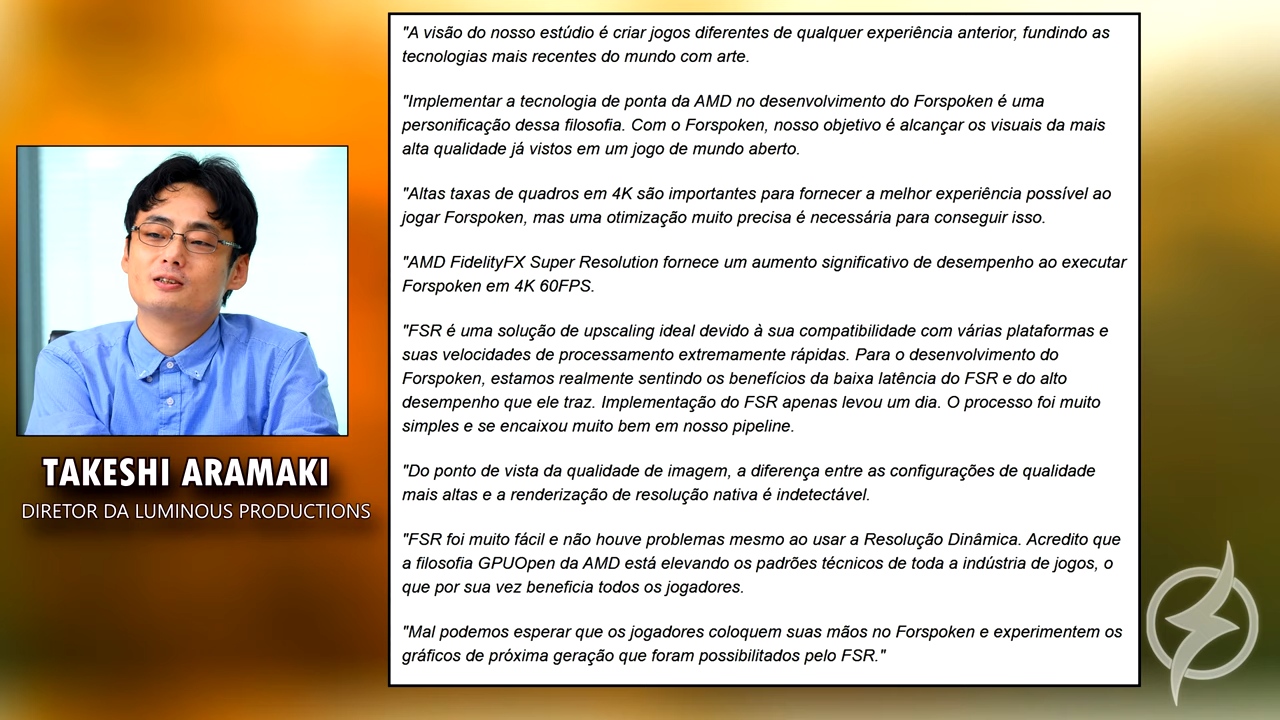 "A visão do nosso estúdio é criar jogos diferentes de qualquer experiência anterior, fundindo as
tecnologias mais recentes do mundo com arte.
"Implementar a tecnologia de ponta da AMD no desenvolvimento do Forspoken é uma
personificação dessa filosofia. Com o Forspoken, nosso objetivo é alcançar os visuais da mais
alta qualidade já vistos em um jogo de mundo aberto.
"Altas taxas de quadros em 4K são importantes para fornecer a melhor experiência possível ao
jogar Forspoken, mas uma otimização muito precisa é necessária para conseguir isso.
"AMD FidelityFX Super Resolution fornece um aumento significativo de desempenho ao executar
Forspoken em 4K 60FPS.
"FSR é uma solução de upscaling ideal devido à sua compatibilidade com várias plataformas e
suas velocidades de processamento extremamente rápidas. Para o desenvolvimento do
Forspoken, estamos realmente sentindo os benefícios da baixa latência do FSR e do alto
desempenho que ele traz. Implementação do FSR apenas levou um dia. O processo foi muito
simples e se encaixou muito bem em nosso pipeline.
"Do ponto de vista da qualidade de imagem, a diferença entre as configurações de qualidade
mais altas e a renderização de resolução nativa é indetectável.
"FSR foi muito fácil e não houve problemas mesmo ao usar a Resolução Dinâmica. Acredito que
a filosofia GPUOpen da AMD está elevando os padrões técnicos de toda a indústria de jogos, o
que por sua vez beneficia todos os jogadores.
"Mal podemos esperar que os jogadores coloquem suas mãos no Forspoken e experimentem os
gráficos de próxima geração que foram possibilitados pelo FSR."
TAKESHI ARAMAKI
DIRETOR DA LUMINOUS PRODUCTIONS